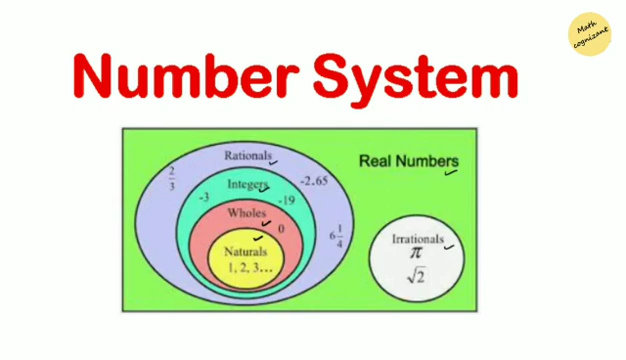 Math
cognizant
Number System
Rationals
Real Numbers
2/3
Integers
-2.65
-3
-19
Wholes
0
6 1/4
Irrationals
Naturals
π
1, 2, 3...
√2